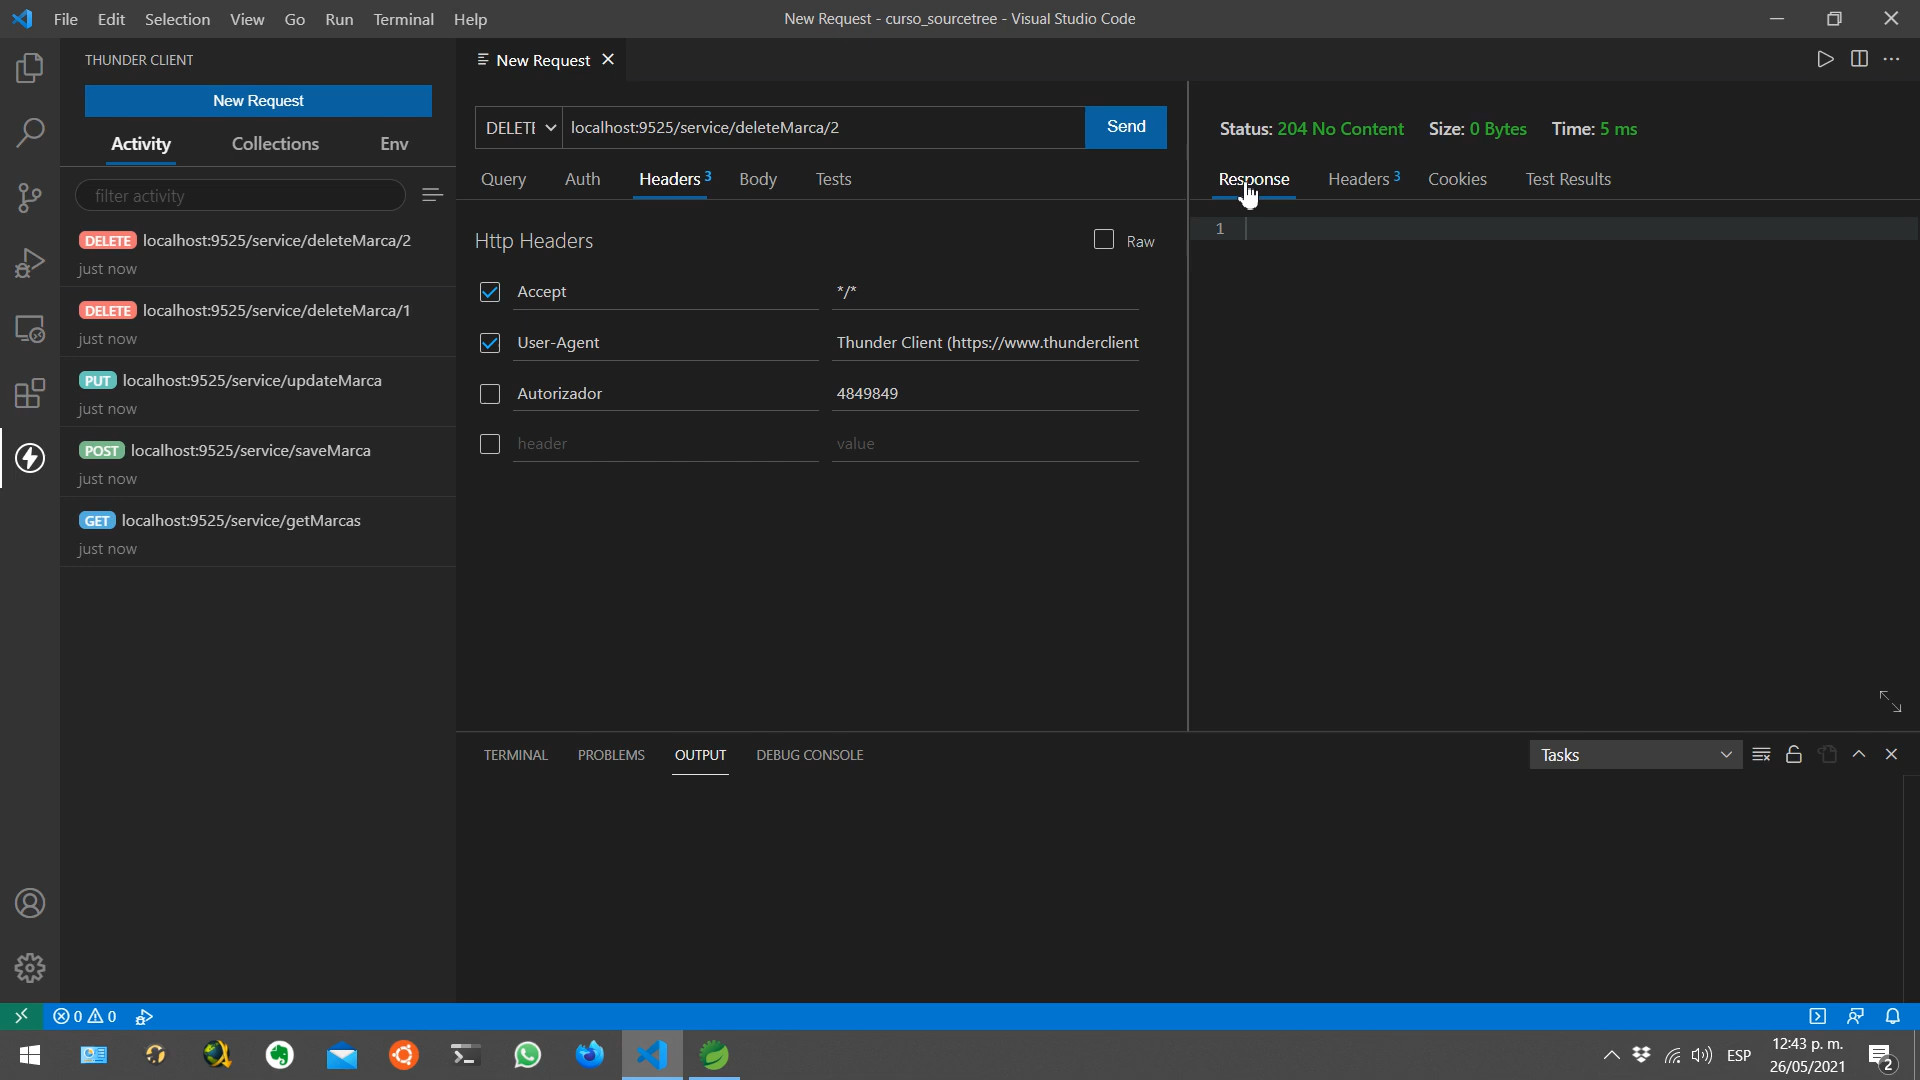 File Edit Selection View Go Run Terminal Help
New Request - curso_sourcetree - Visual Studio Code
THUNDER CLIENT
New Request
Activity Collections Env
filter activity
DELETE localhost:9525/service/deleteMarca/2
just now
DELETE localhost:9525/service/deleteMarca/1
just now
PUT localhost:9525/service/updateMarca
just now
POST localhost:9525/service/saveMarca
just now
GET localhost:9525/service/getMarcas
just now
New Request
DELETE localhost:9525/service/deleteMarca/2 Send
Query Auth Headers 3 Body Tests
Http Headers Raw
Accept */*
User-Agent Thunder Client (https://www.thunderclient
Autorizador 4849849
header value
Status: 204 No Content Size: 0 Bytes Time: 5 ms
Response Headers 3 Cookies Test Results
1
TERMINAL PROBLEMS OUTPUT DEBUG CONSOLE Tasks
0 0
ESP
12:43 p. m.
26/05/2021
2